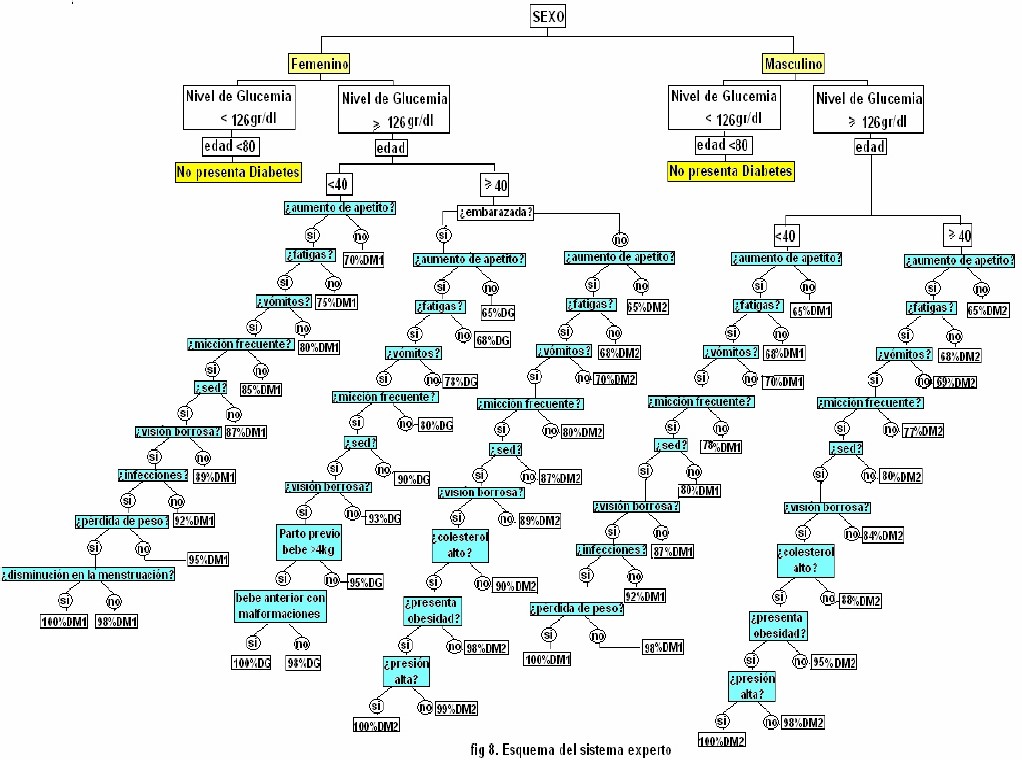 SEXO
Femenino
Masculino
Nivel de Glucemia
< 126gr/dl
Nivel de Glucemia
⩾ 126gr/dl
Nivel de Glucemia
< 126gr/dl
Nivel de Glucemia
⩾ 126gr/dl
edad <80
edad
edad <80
edad
No presenta Diabetes
No presenta Diabetes
<40
⩾ 40
¿aumento de apetito?
si
no
¿fatigas?
70%DM1
si
no
¿vómitos?
75%DM1
si
no
¿micción frecuente?
80%DM1
si
no
¿sed?
85%DM1
si
no
¿visión borrosa?
87%DM1
si
no
¿infecciones?
89%DM1
si
no
¿perdida de peso?
92%DM1
si
no
95%DM1
¿disminución en la menstruación?
si
no
100%DM1
98%DM1
¿embarazada?
si
no
¿aumento de apetito?
si
no
¿fatigas?
65%DG
si
no
68%DG
¿vómitos?
si
no
78%DG
¿micción frecuente?
si
no
80%DG
¿sed?
si
no
90%DG
¿visión borrosa?
si
no
93%DG
Parto previo
bebe >4kg
si
no
95%DG
bebe anterior con
malformaciones
si
no
100%DG
98%DG
¿aumento de apetito?
si
no
¿fatigas?
65%DM2
si
no
¿vómitos?
68%DM2
si
no
70%DM2
¿micción frecuente?
si
no
80%DM2
¿sed?
si
no
87%DM2
¿visión borrosa?
si
no
89%DM2
¿colesterol
alto?
si
no
90%DM2
¿presenta
obesidad?
si
no
98%DM2
¿presión
alta?
si
no
99%DM2
100%DM2
<40
⩾ 40
¿aumento de apetito?
si
no
¿fatigas?
65%DM1
si
no
¿vómitos?
68%DM1
si
no
70%DM1
¿micción frecuente?
si
no
¿sed?
78%DM1
si
no
80%DM1
¿visión borrosa?
si
no
¿infecciones?
87%DM1
si
no
92%DM1
¿perdida de peso?
si
no
98%DM1
100%DM1
¿aumento de apetito?
si
no
¿fatigas?
65%DM2
si
no
¿vómitos?
68%DM2
si
no
69%DM2
¿micción frecuente?
si
no
77%DM2
¿sed?
si
no
80%DM2
¿visión borrosa?
si
no
84%DM2
¿colesterol
alto?
si
no
88%DM2
¿presenta
obesidad?
si
no
95%DM2
¿presión
alta?
si
no
98%DM2
100%DM2
fig 8. Esquema del sistema experto